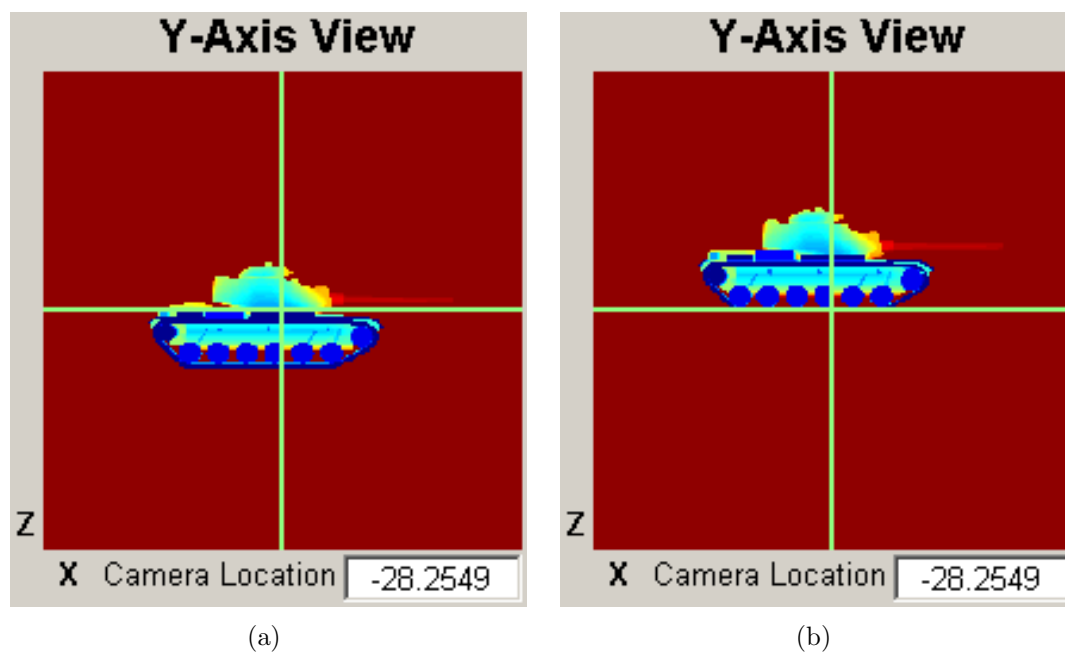 Y-Axis View
Z
X Camera Location -28.2549
(a)
Y-Axis View
Z
X Camera Location -28.2549
(b)